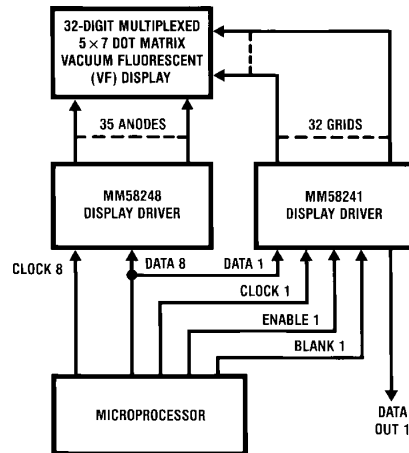 32-DIGIT MULTIPLEXED
5 × 7 DOT MATRIX
VACUUM FLUORESCENT
(VF) DISPLAY
35 ANODES
32 GRIDS
MM58248
DISPLAY DRIVER
MM58241
DISPLAY DRIVER
CLOCK 8
DATA 8
DATA 1
CLOCK 1
ENABLE 1
BLANK 1
MICROPROCESSOR
DATA
OUT 1